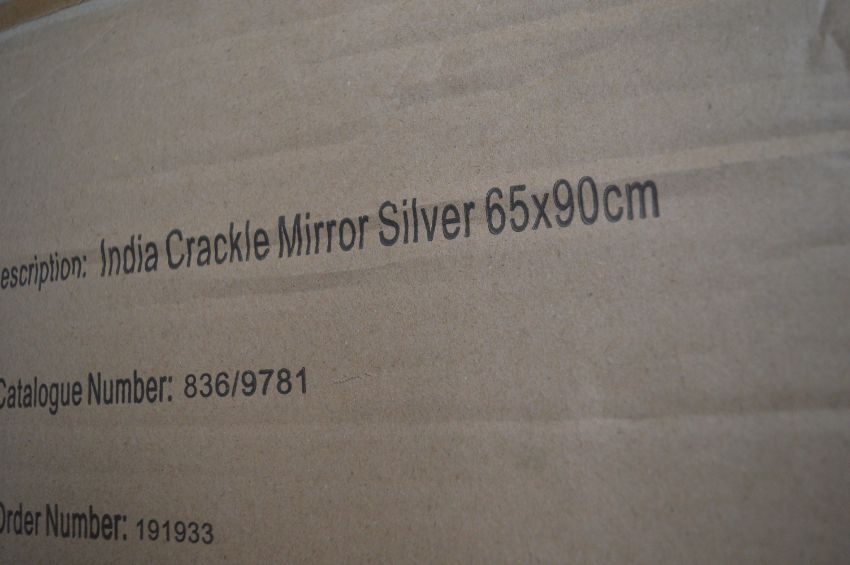 escription: India Crackle Mirror Silver 65x90cm
Catalogue Number: 836/9781
Order Number: 191933